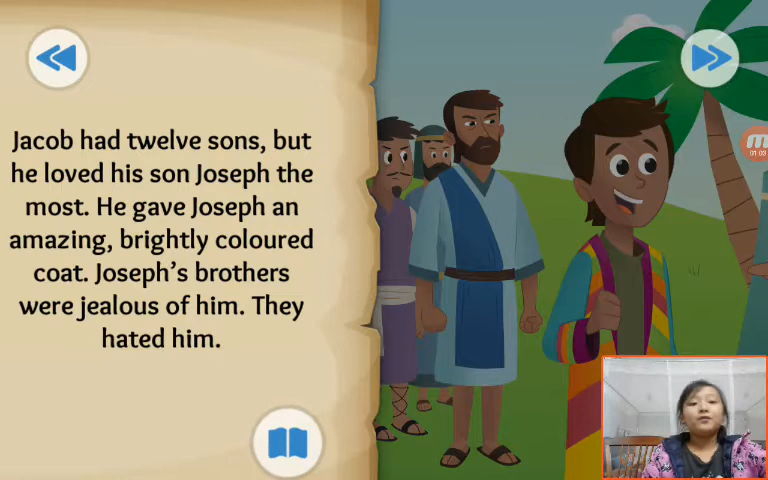 Jacob had twelve sons, but
he loved his son Joseph the
most. He gave Joseph an
amazing, brightly coloured
coat. Joseph's brothers
were jealous of him. They
hated him.